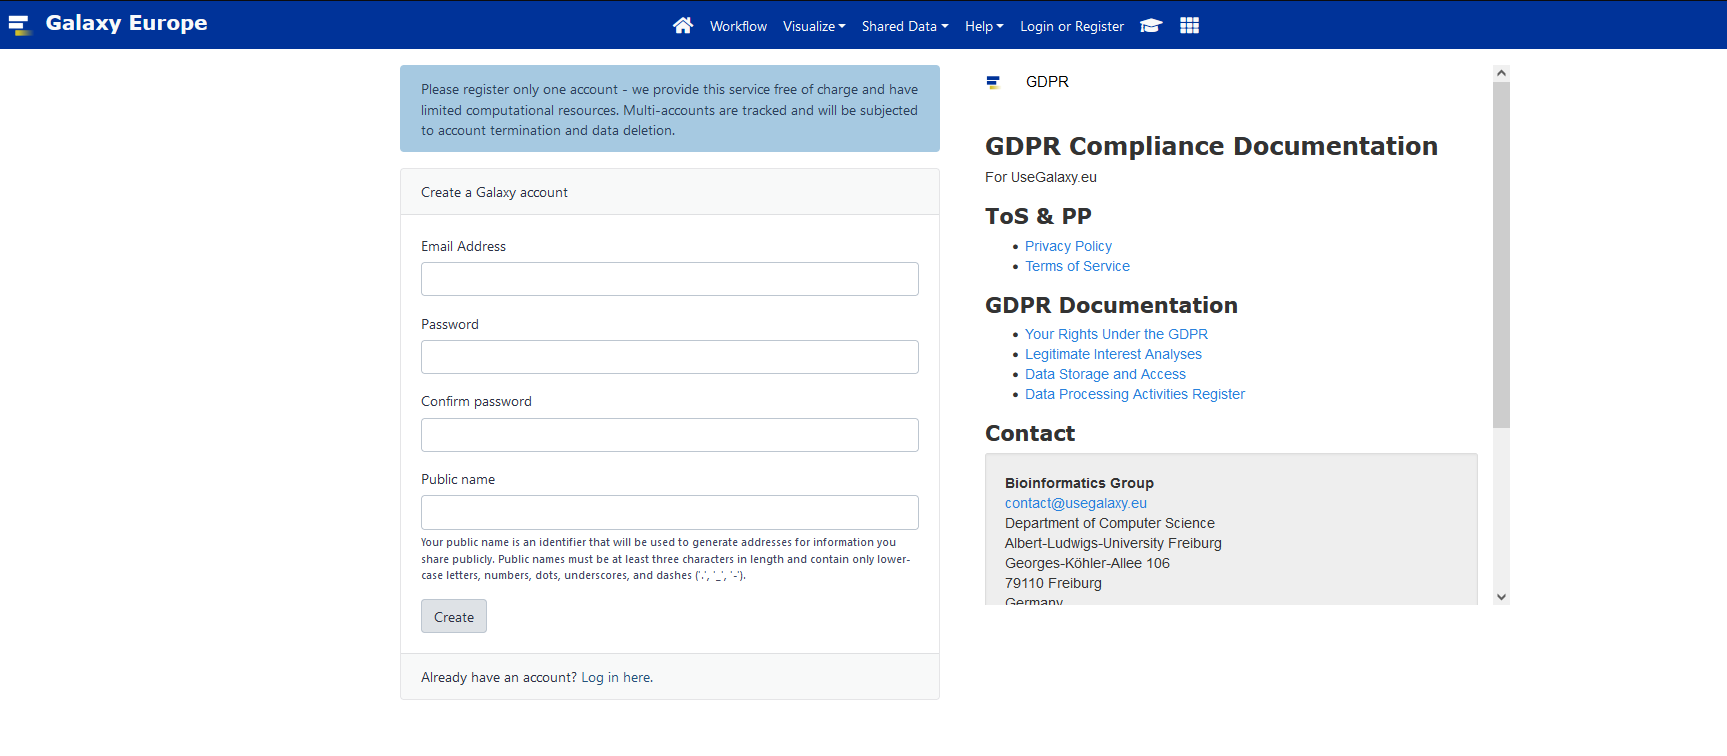 Galaxy Europe
Workflow
Visualize
Shared Data
Help
Login or Register
Please register only one account - we provide this service free of charge and have
limited computational resources. Multi-accounts are tracked and will be subjected
to account termination and data deletion.
Create a Galaxy account
Email Address
Password
Confirm password
Public name
Your public name is an identifier that will be used to generate addresses for information you
share publicly. Public names must be at least three characters in length and contain only lower-
case letters, numbers, dots, underscores, and dashes ('.', '_', '-').
Create
Already have an account? Log in here.
GDPR
GDPR Compliance Documentation
For UseGalaxy.eu
ToS & PP
• Privacy Policy
• Terms of Service
GDPR Documentation
• Your Rights Under the GDPR
• Legitimate Interest Analyses
• Data Storage and Access
• Data Processing Activities Register
Contact
Bioinformatics Group
contact@usegalaxy.eu
Department of Computer Science
Albert-Ludwigs-University Freiburg
Georges-Köhler-Allee 106
79110 Freiburg
Germany